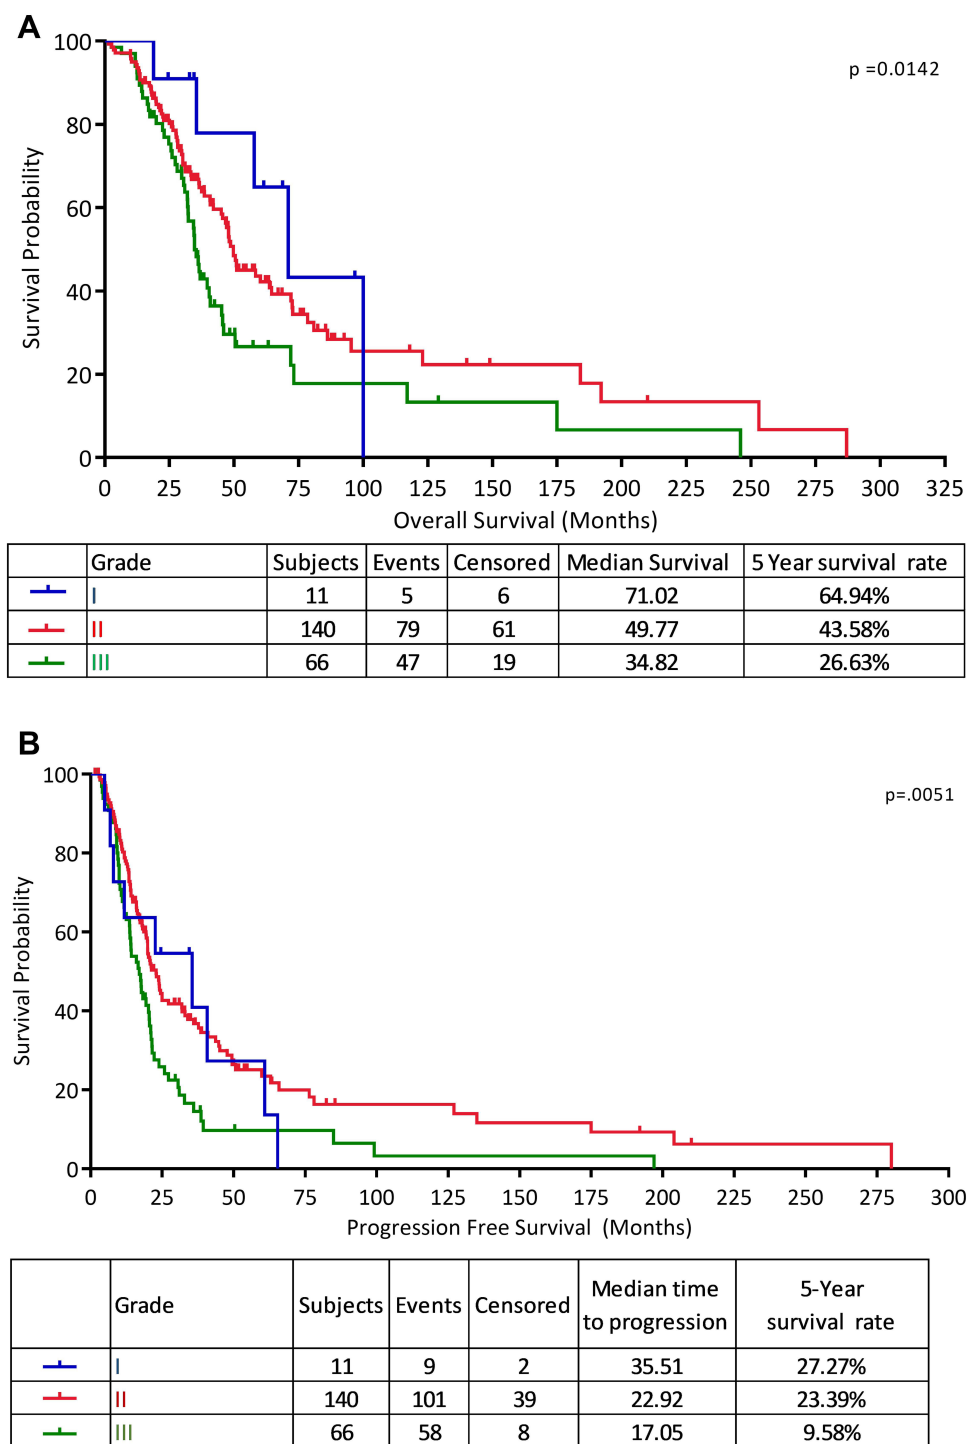 A
100
80
60
40
20
0
Survival Probability
p =0.0142
0 25 50 75 100 125 150 175 200 225 250 275 300 325
Overall Survival (Months)
Grade Subjects Events Censored Median Survival 5 Year survival rate
I 11 5 6 71.02 64.94%
II 140 79 61 49.77 43.58%
III 66 47 19 34.82 26.63%
B
100
80
60
40
20
0
Survival Probability
p=.0051
0 25 50 75 100 125 150 175 200 225 250 275 300
Progression Free Survival (Months)
Median time 5-Year
Grade Subjects Events Censored
to progression survival rate
I 11 9 2 35.51 27.27%
II 140 101 39 22.92 23.39%
III 66 58 8 17.05 9.58%